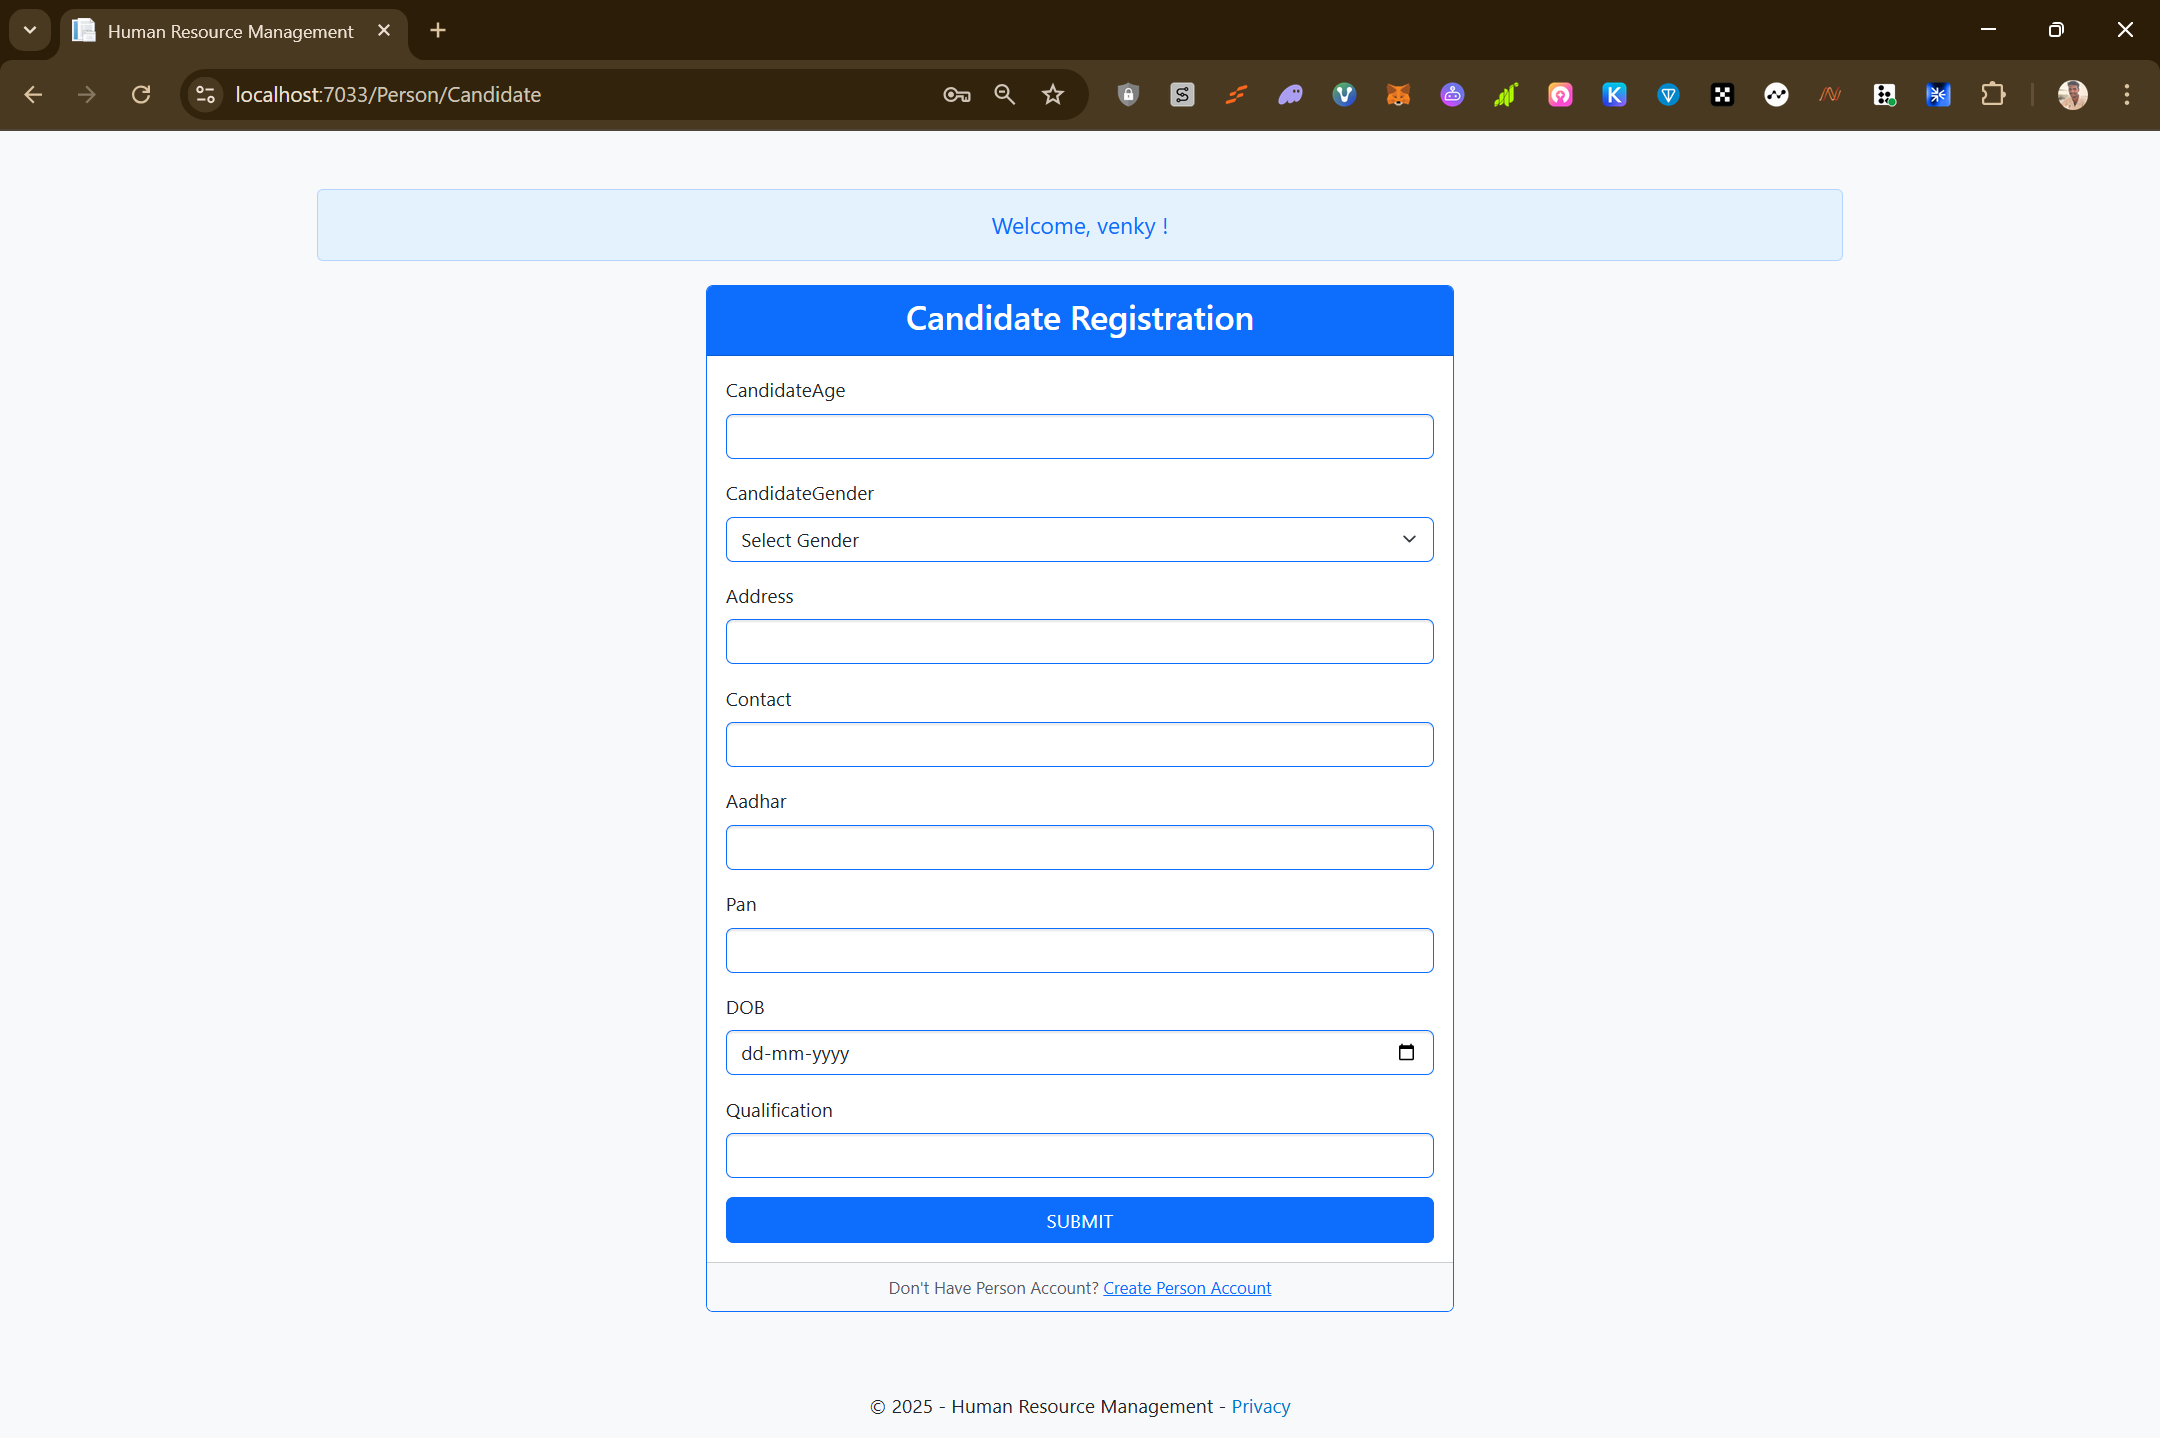 Human Resource Management
localhost:7033/Person/Candidate
Welcome, venky !
Candidate Registration
CandidateAge
CandidateGender
Select Gender
Address
Contact
Aadhar
Pan
DOB
dd-mm-yyyy
Qualification
SUBMIT
Don't Have Person Account? Create Person Account
© 2025 - Human Resource Management - Privacy